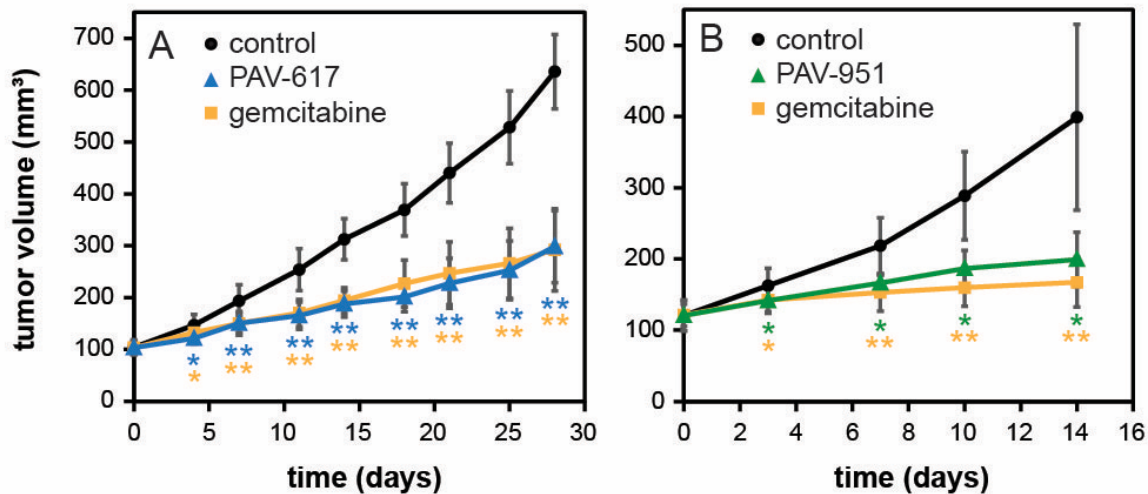 A
control
PAV-617
gemcitabine
tumor volume (mm³)
700
600
500
400
300
200
100
0
* ** ** ** ** ** ** **
* ** ** ** ** ** ** **
0 5 10 15 20 25 30
time (days)
B
control
PAV-951
gemcitabine
500
400
300
200
100
0
* * * *
* ** ** **
0 2 4 6 8 10 12 14 16
time (days)